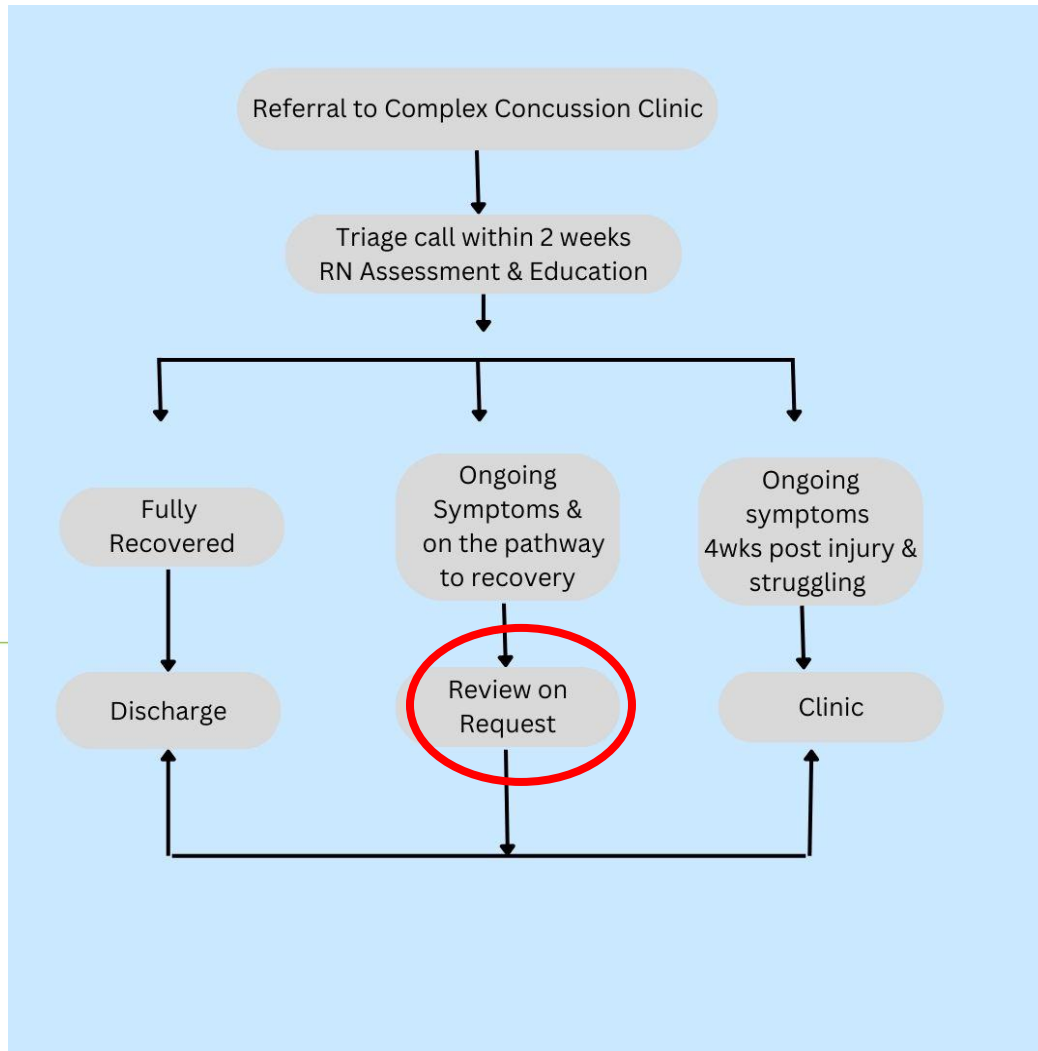 Referral to Complex Concussion Clinic
Triage call within 2 weeks
RN Assessment & Education
Fully
Recovered
Ongoing
Symptoms &
on the pathway
to recovery
Ongoing
symptoms
4wks post injury &
struggling
Discharge
Review on
Request
Clinic